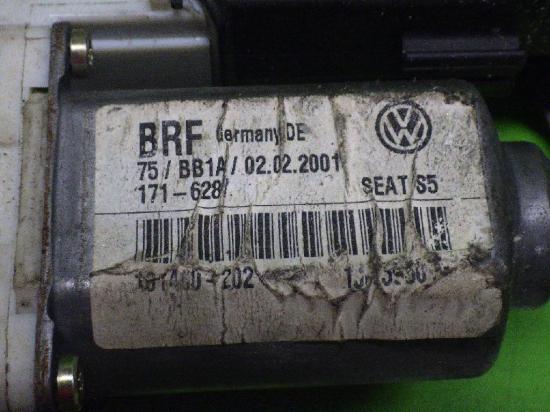 BRF Germany DE
75/ BB1A/ 02.02.2001
171-628/ SEAT S5